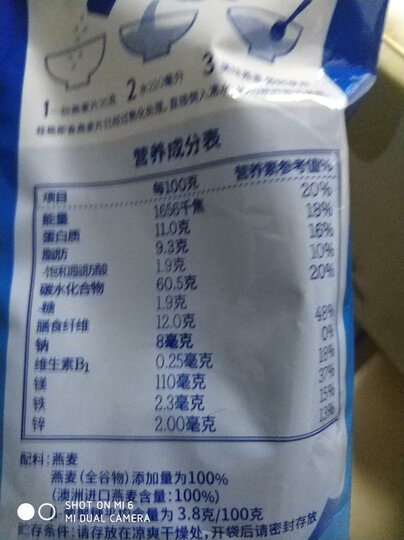 1 2 3
水210毫升
营养成分表
项目 每100克 营养素参考值%
能量 1656千焦 20%
蛋白质 11.0克 18%
脂肪 9.3克 16%
-饱和脂肪酸 1.9克 10%
碳水化合物 60.5克 20%
-糖 1.9克
膳食纤维 12.0克 48%
钠 8毫克 0%
维生素B1 0.25毫克 18%
镁 110毫克 37%
铁 2.3毫克 15%
锌 2.00毫克 13%
配料：燕麦
燕麦(全谷物)添加量为100%
(澳洲进口燕麦含量：100%)
量为3.8克/100克
贮存条件：请存放在凉爽干燥处，开袋后请密封存放
SHOT ON MI 6
MI DUAL CAMERA